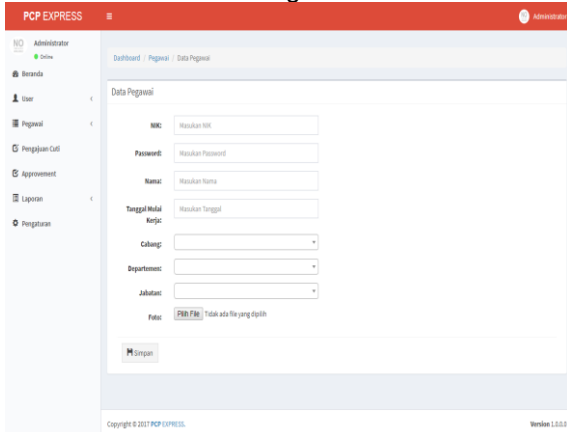 PCP EXPRESS
Administrator
NO
Administrator
Online
Beranda
User
Pegawai
Pengajuan Cuti
Approvement
Laporan
Pengaturan
Dashboard / Pegawai / Data Pegawai
Data Pegawai
NIK: Masukan NIK
Password: Masukan Password
Nama: Masukan Nama
Tanggal Mulai Masukan Tanggal
Kerja:
Cabang:
Departemen:
Jabatan:
Foto: Pilih File Tidak ada file yang dipilih
Simpan
Copyright © 2017 PCP EXPRESS. Version 1.0.0.0